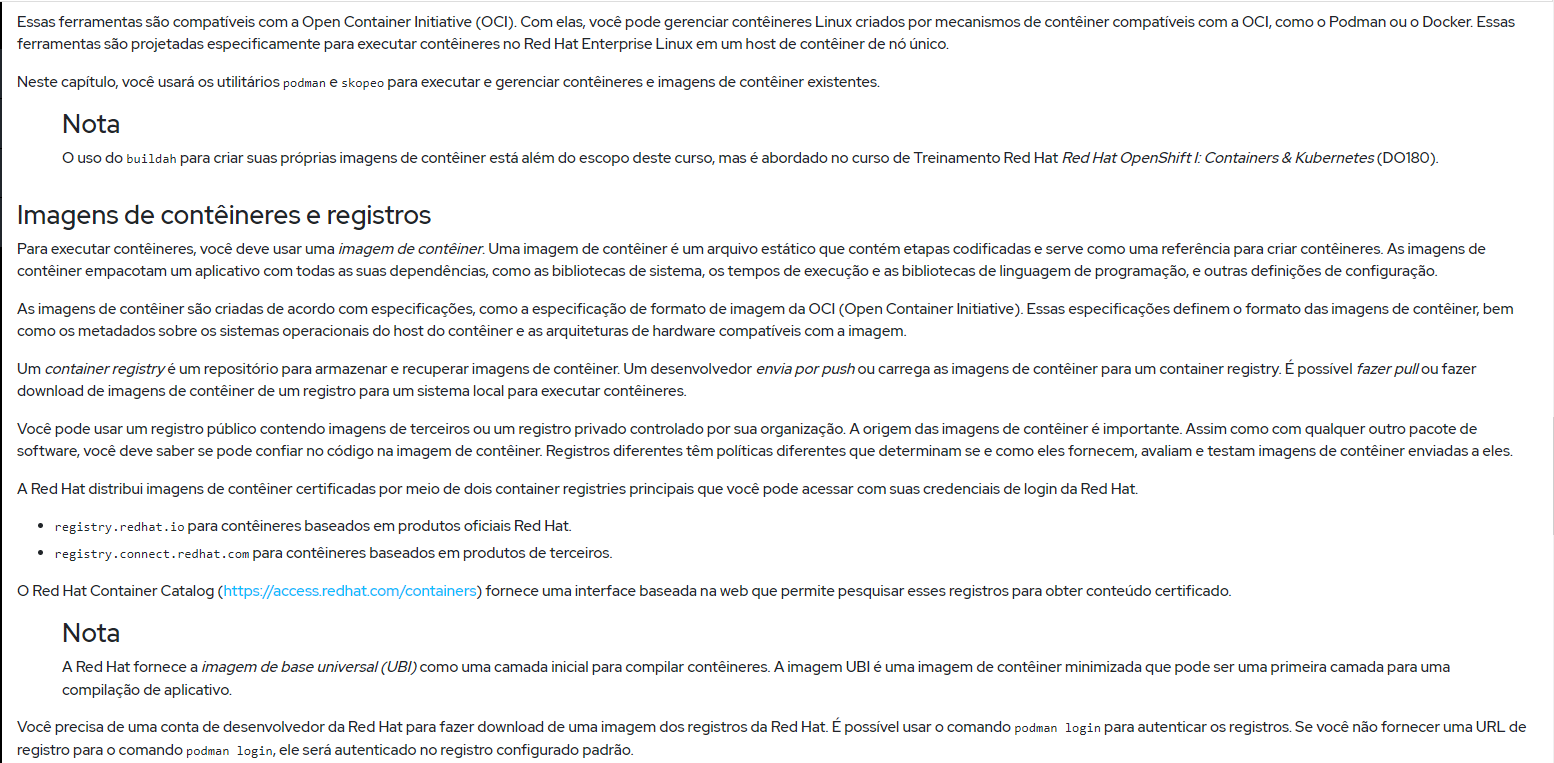 Essas ferramentas são compatíveis com a Open Container Initiative (OCI). Com elas, você pode gerenciar contêineres Linux criados por mecanismos de contêiner compatíveis com a OCI, como o Podman ou o Docker. Essas
ferramentas são projetadas especificamente para executar contêineres no Red Hat Enterprise Linux em um host de contêiner de nó único.
Neste capítulo, você usará os utilitários podman e skopeo para executar e gerenciar contêineres e imagens de contêiner existentes.
Nota
O uso do buildah para criar suas próprias imagens de contêiner está além do escopo deste curso, mas é abordado no curso de Treinamento Red Hat Red Hat OpenShift I: Containers & Kubernetes (DO180).
Imagens de contêineres e registros
Para executar contêineres, você deve usar uma imagem de contêiner. Uma imagem de contêiner é um arquivo estático que contém etapas codificadas e serve como uma referência para criar contêineres. As imagens de
contêiner empacotam um aplicativo com todas as suas dependências, como as bibliotecas de sistema, os tempos de execução e as bibliotecas de linguagem de programação, e outras definições de configuração.
As imagens de contêiner são criadas de acordo com especificações, como a especificação de formato de imagem da OCI (Open Container Initiative). Essas especificações definem o formato das imagens de contêiner, bem
como os metadados sobre os sistemas operacionais do host do contêiner e as arquiteturas de hardware compatíveis com a imagem.
Um container registry é um repositório para armazenar e recuperar imagens de contêiner. Um desenvolvedor envia por push ou carrega as imagens de contêiner para um container registry. É possível fazer pull ou fazer
download de imagens de contêiner de um registro para um sistema local para executar contêineres.
Você pode usar um registro público contendo imagens de terceiros ou um registro privado controlado por sua organização. A origem das imagens de contêiner é importante. Assim como com qualquer outro pacote de
software, você deve saber se pode confiar no código na imagem de contêiner. Registros diferentes têm políticas diferentes que determinam se e como eles fornecem, avaliam e testam imagens de contêiner enviadas a eles.
A Red Hat distribui imagens de contêiner certificadas por meio de dois container registries principais que você pode acessar com suas credenciais de login da Red Hat.
• registry.redhat.io para contêineres baseados em produtos oficiais Red Hat.
• registry.connect.redhat.com para contêineres baseados em produtos de terceiros.
O Red Hat Container Catalog (https://access.redhat.com/containers) fornece uma interface baseada na web que permite pesquisar esses registros para obter conteúdo certificado.
Nota
A Red Hat fornece a imagem de base universal (UBI) como uma camada inicial para compilar contêineres. A imagem UBI é uma imagem de contêiner minimizada que pode ser uma primeira camada para uma
compilação de aplicativo.
Você precisa de uma conta de desenvolvedor da Red Hat para fazer download de uma imagem dos registros da Red Hat. É possível usar o comando podman login para autenticar os registros. Se você não fornecer uma URL de
registro para o comando podman login, ele será autenticado no registro configurado padrão.